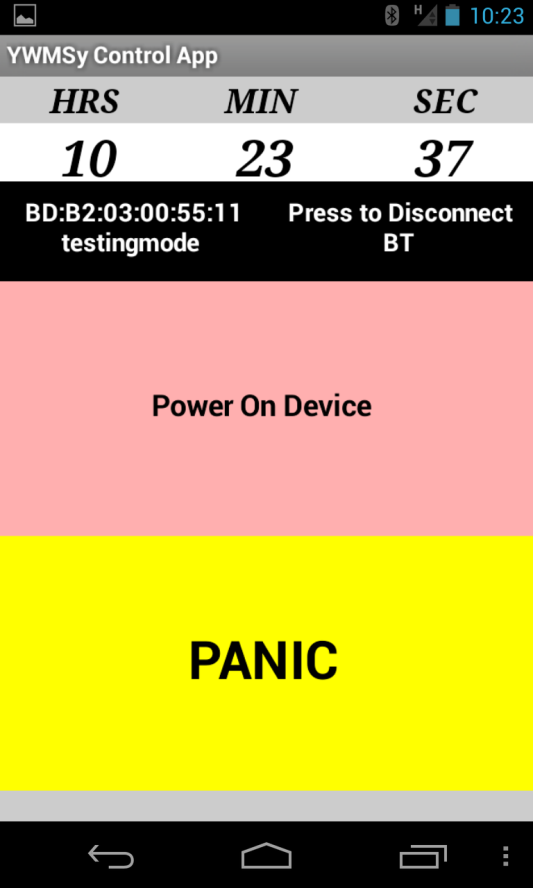 H
10:23
YWMSy Control App
HRS MIN SEC
10 23 37
BD:B2:03:00:55:11
testingmode
Press to Disconnect
BT
Power On Device
PANIC